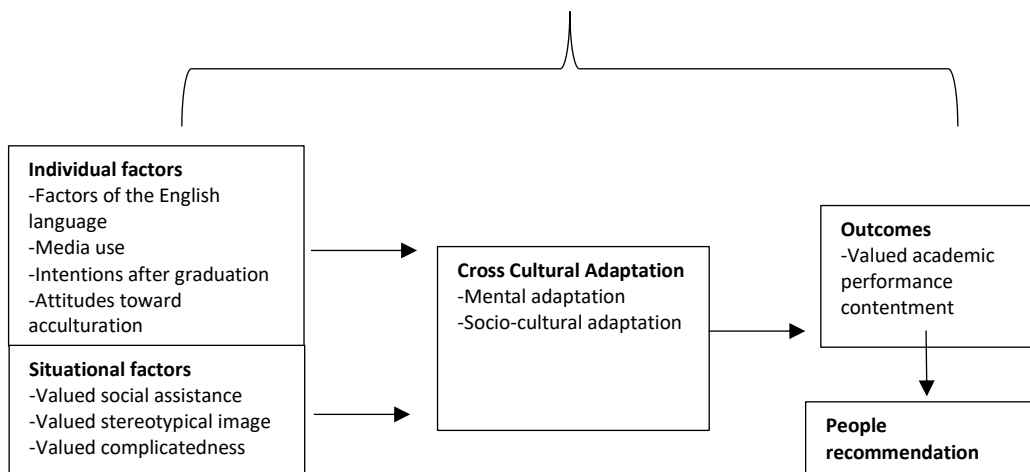 Individual factors
-Factors of the English
language
-Media use
-Intentions after graduation
-Attitudes toward
acculturation
Situational factors
-Valued social assistance
-Valued stereotypical image
-Valued complicatedness
Cross Cultural Adaptation
-Mental adaptation
-Socio-cultural adaptation
Outcomes
-Valued academic
performance
contentment
People
recommendation